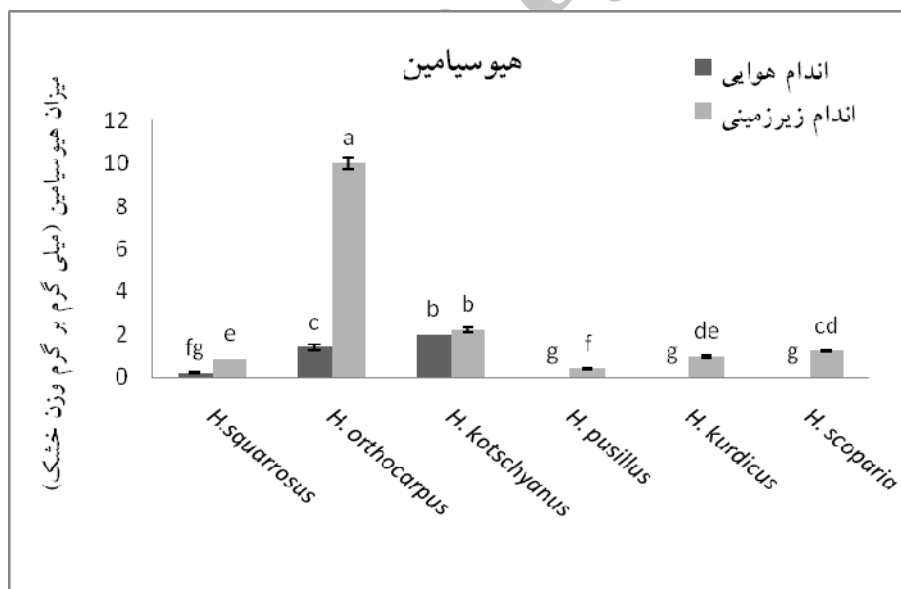 هیوسیامین
اندام هوایی
اندام زیرزمینی
میزان هیوسیامین (میلی گرم بر گرم وزن خشک)
12
10
8
6
4
2
0
fg e c a b b g f g de g cd
H.squarrosus
H. orthocarpus
H. kotschyanus
H. pusillus
H. kurdicus
H. scoparia